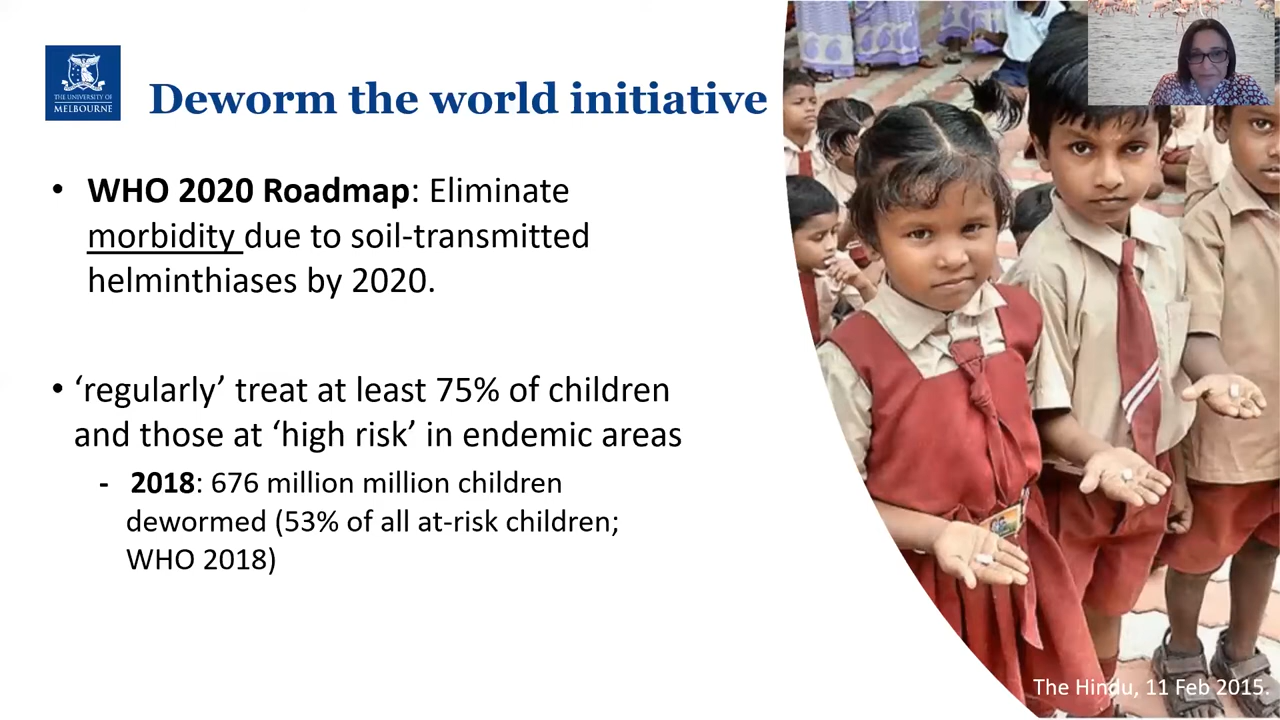 THE UNIVERSITY OF
MELBOURNE
Deworm the world initiative
• WHO 2020 Roadmap: Eliminate
morbidity due to soil-transmitted
helminthiases by 2020.
• ‘regularly’ treat at least 75% of children
and those at ‘high risk’ in endemic areas
- 2018: 676 million million children
dewormed (53% of all at-risk children;
WHO 2018)
The Hindu, 11 Feb 2015.